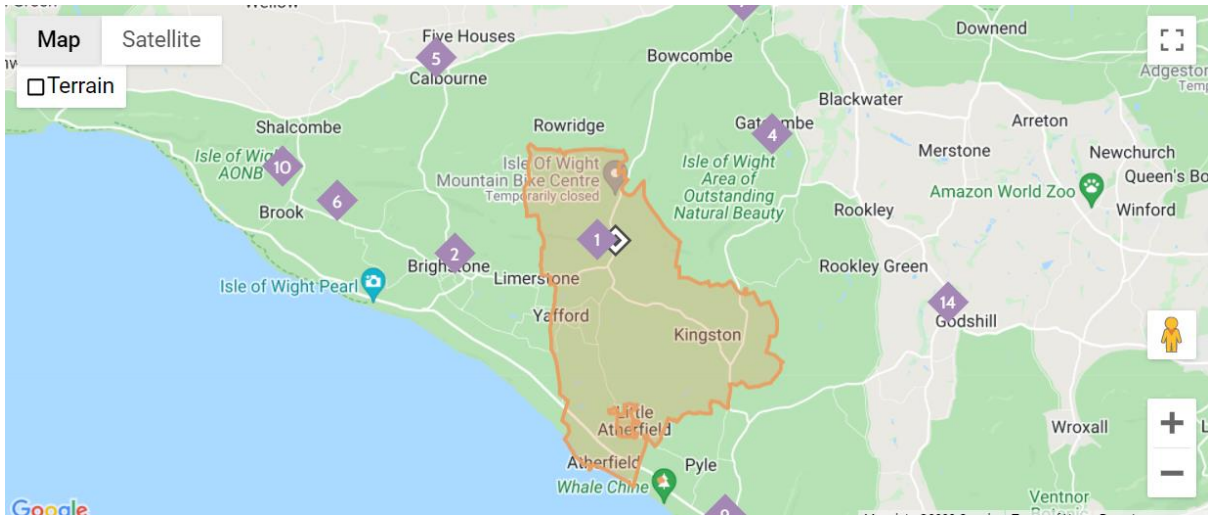 Wellow
Map
Satellite
Terrain
Five Houses
5
Calbourne
Bowcombe
Downend
Adgeston
Blackwater
Shalcombe
Rowridge
Gatcombe
4
Arreton
Isle of Wight
AONB
10
Isle Of Wight
Mountain Bike Centre
Temporarily closed
Isle of Wight
Area of
Outstanding
Natural Beauty
Merstone
Newchurch
Amazon World Zoo
Queen's Bo
6
Brook
Rookley
Winford
1
2
Brighstone
Limerstone
Rookley Green
Isle of Wight Pearl
14
Godshill
Yafford
Kingston
Little
Atherfield
Wroxall
Atherfield
Pyle
Whale Chine
Ventnor
Google